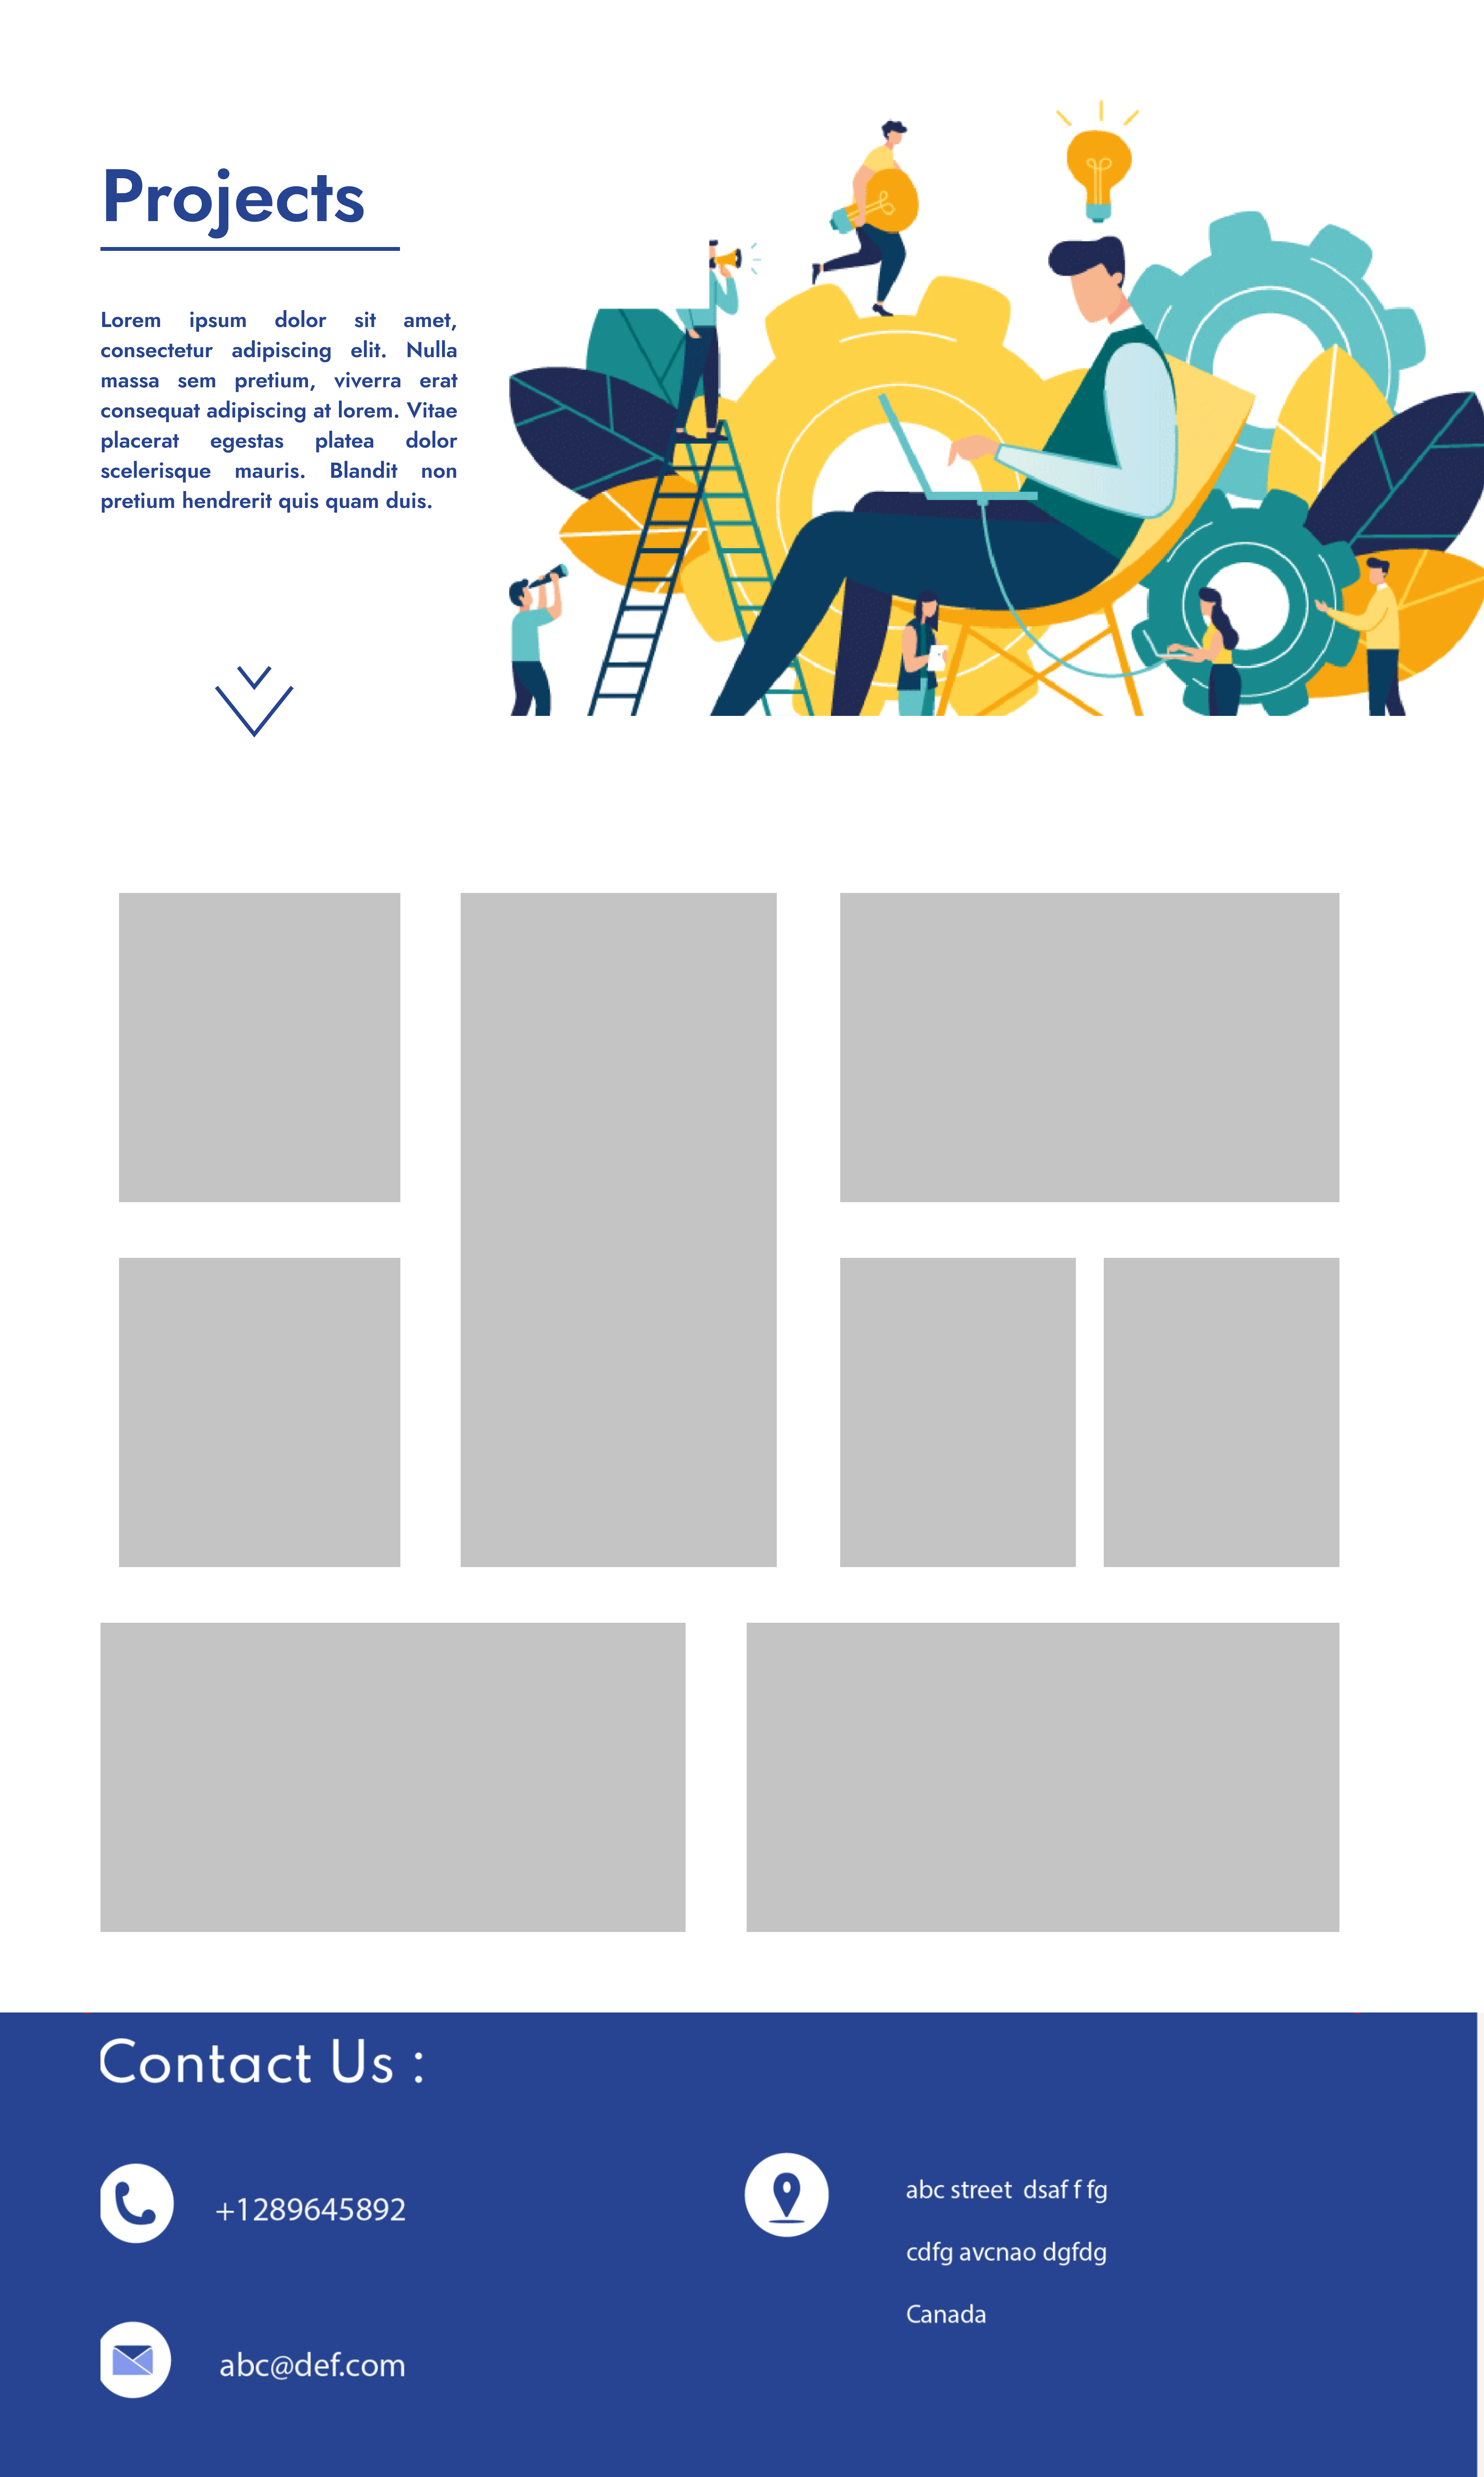 Projects
Lorem ipsum dolor sit amet,
consectetur adipiscing elit. Nulla
massa sem pretium, viverra erat
consequat adipiscing at lorem. Vitae
placerat egestas platea dolor
scelerisque mauris. Blandit non
pretium hendrerit quis quam duis.
Contact Us :
+1289645892
abc@def.com
abc street dsaf f fg
cdfg avcnao dgfdg
Canada